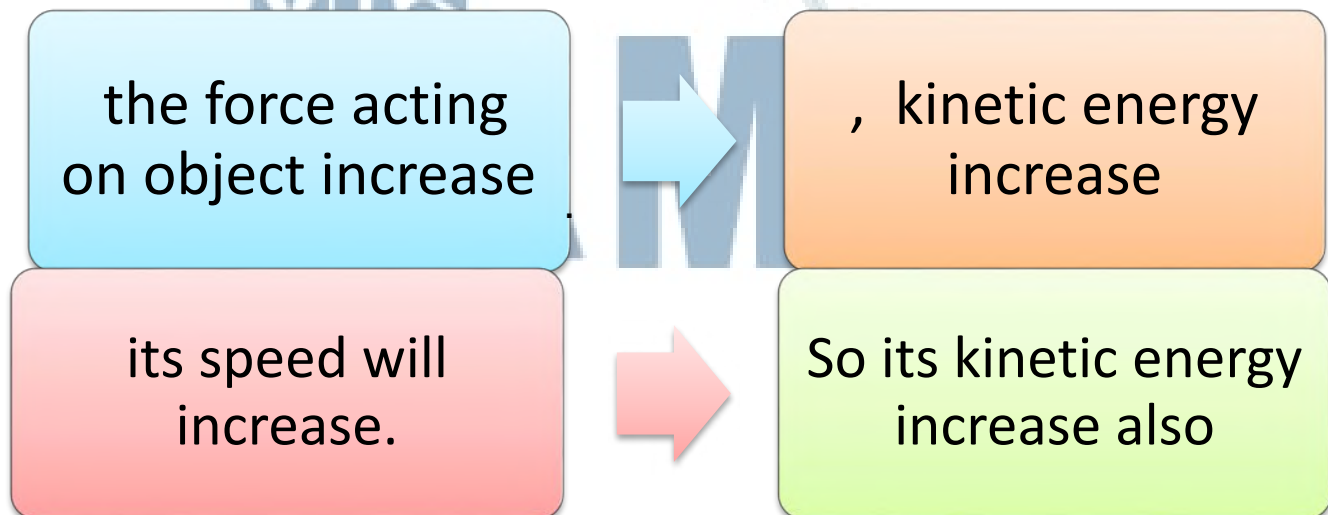 the force acting
on object increase
.
, kinetic energy
increase
its speed will
increase.
So its kinetic energy
increase also